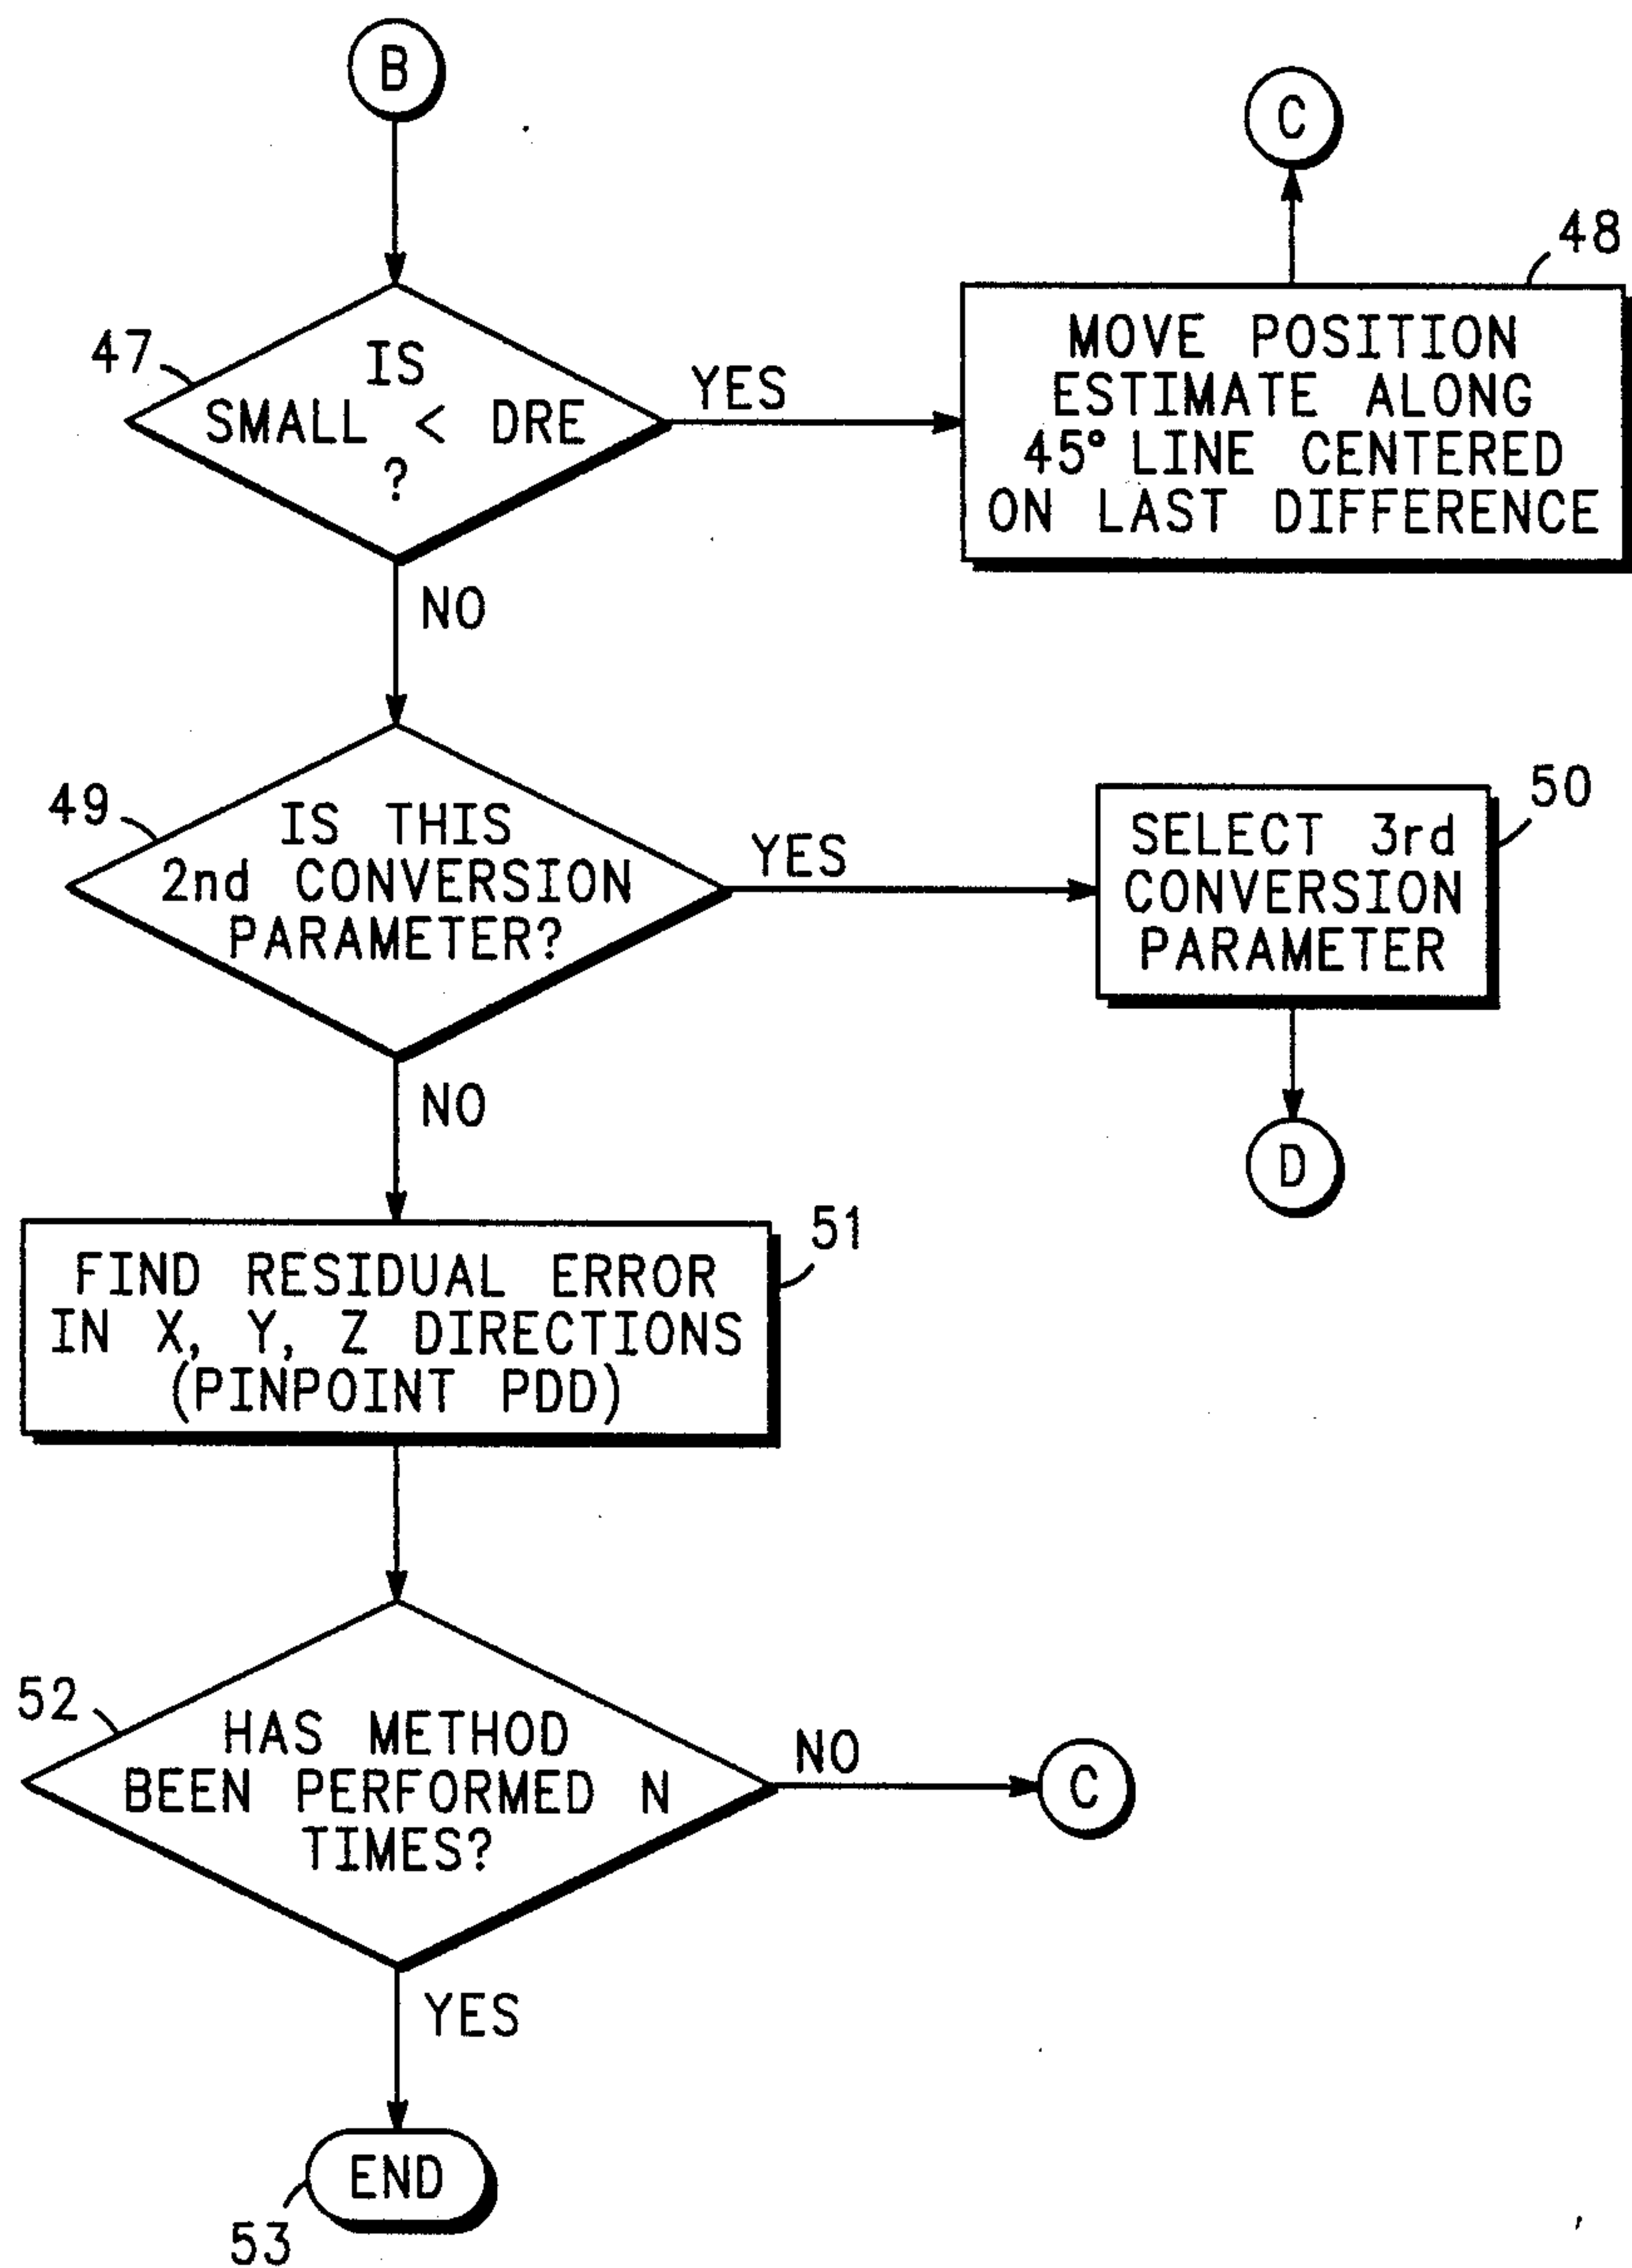 B
C
48
47
IS
SMALL < DRE
?
YES
MOVE POSITION
ESTIMATE ALONG
45° LINE CENTERED
ON LAST DIFFERENCE
NO
49
IS THIS
2nd CONVERSION
PARAMETER?
YES
50
SELECT 3rd
CONVERSION
PARAMETER
NO
D
51
FIND RESIDUAL ERROR
IN X, Y, Z DIRECTIONS
(PINPOINT PDD)
52
HAS METHOD
BEEN PERFORMED N
TIMES?
NO
C
YES
END
53